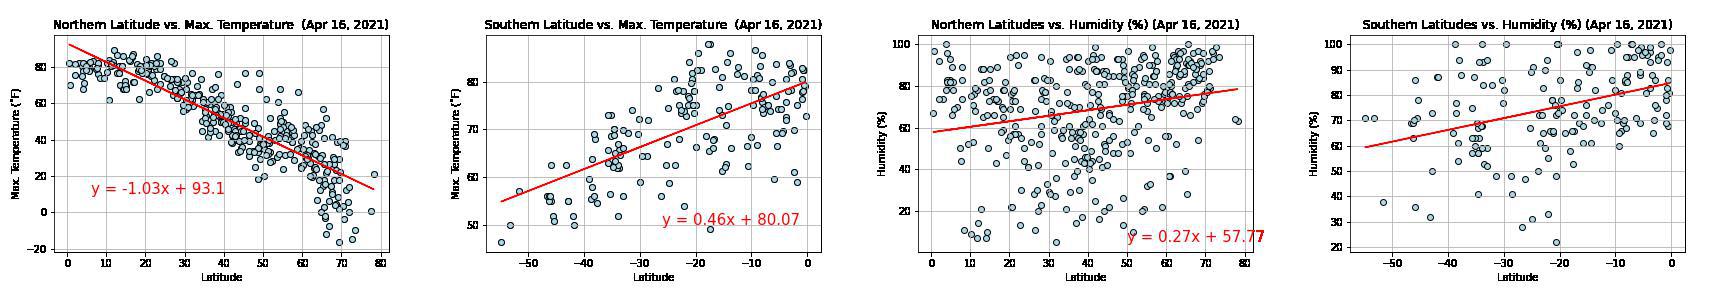 Northern Latitude vs. Max. Temperature (Apr 16, 2021)
Max. Temperature (°F)
80
60
40
20
0
−20
y = -1.03x + 93.1
0 10 20 30 40 50 60 70 80
Latitude
Southern Latitude vs. Max. Temperature (Apr 16, 2021)
Max. Temperature (°F)
80
70
60
50
y = 0.46x + 80.07
−50 −40 −30 −20 −10 0
Latitude
Northern Latitudes vs. Humidity (%) (Apr 16, 2021)
Humidity (%)
100
80
60
40
20
y = 0.27x + 57.77
0 10 20 30 40 50 60 70 80
Latitude
Southern Latitudes vs. Humidity (%) (Apr 16, 2021)
Humidity (%)
100
90
80
70
60
50
40
30
20
−50 −40 −30 −20 −10 0
Latitude